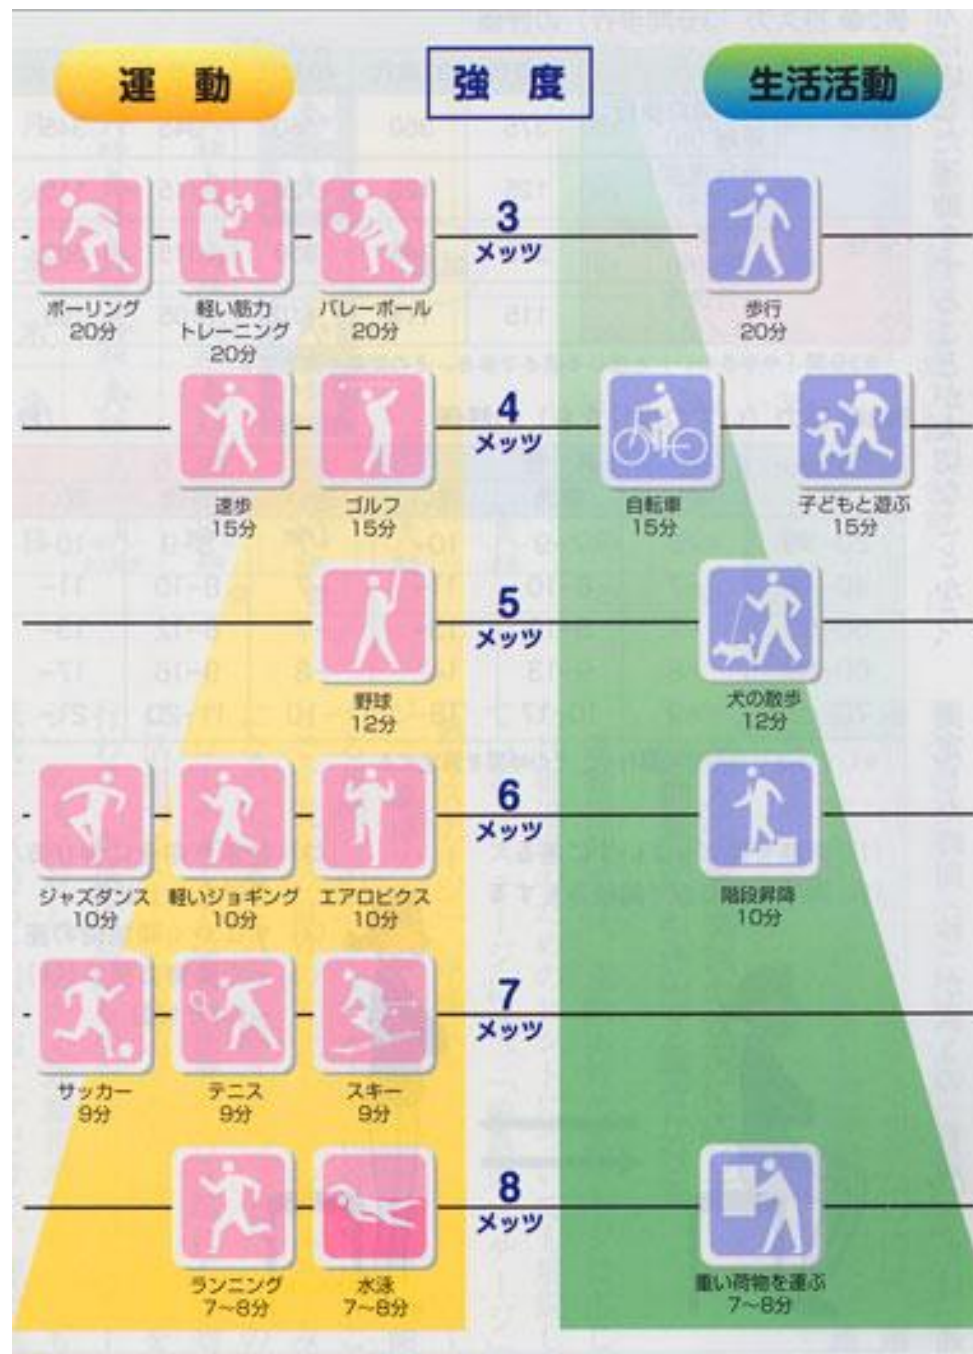 運動
強度
生活活動
3
メッツ
ボーリング
20分
軽い筋力
トレーニング
20分
バレーボール
20分
歩行
20分
4
メッツ
速歩
15分
ゴルフ
15分
自転車
15分
子どもと遊ぶ
15分
5
メッツ
野球
12分
犬の散歩
12分
6
メッツ
ジャズダンス
10分
軽いジョギング
10分
エアロビクス
10分
階段昇降
10分
7
メッツ
サッカー
9分
テニス
9分
スキー
9分
8
メッツ
ランニング
7〜8分
水泳
7〜8分
重い荷物を運ぶ
7〜8分